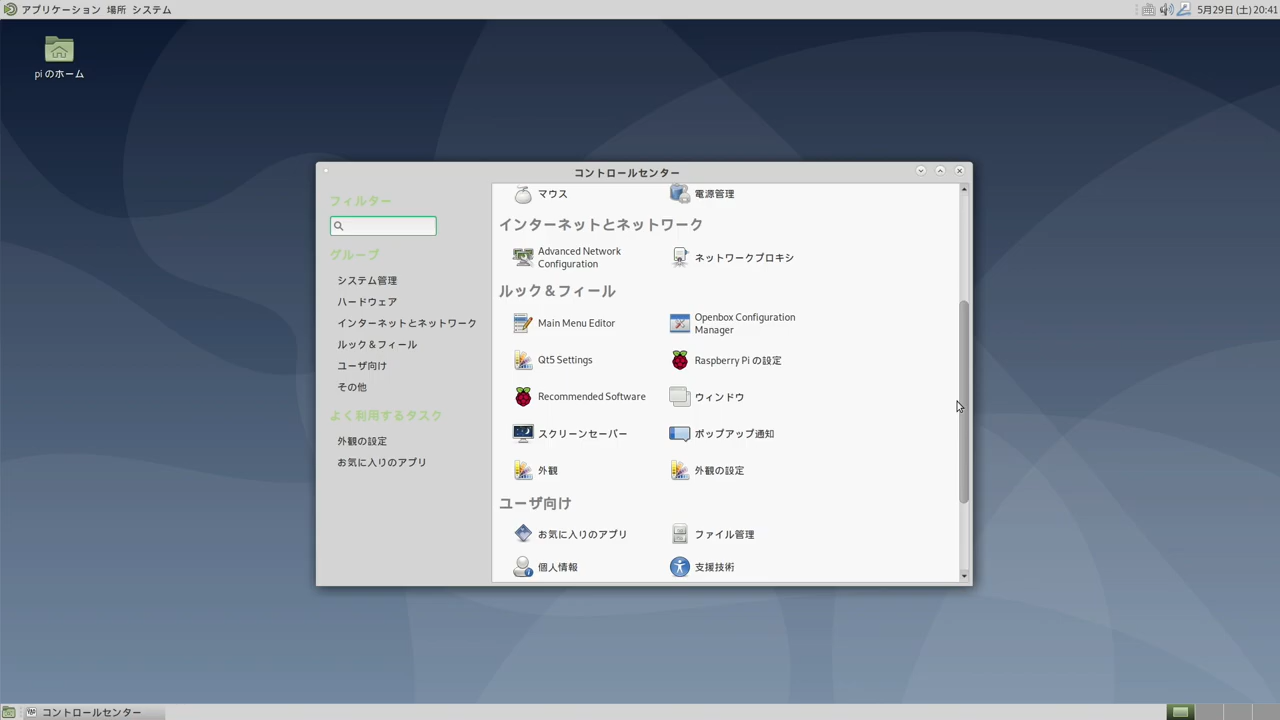 アプリケーション 場所 システム
5月29日 (土) 20:41
pi のホーム
コントロールセンター
フィルター
グループ
システム管理
ハードウェア
インターネットとネットワーク
ルック＆フィール
ユーザ向け
その他
よく利用するタスク
外観の設定
お気に入りのアプリ
マウス
電源管理
インターネットとネットワーク
Advanced Network
Configuration
ネットワークプロキシ
ルック＆フィール
Main Menu Editor
Openbox Configuration
Manager
Qt5 Settings
Raspberry Pi の設定
Recommended Software
ウィンドウ
スクリーンセーバー
ポップアップ通知
外観
外観の設定
ユーザ向け
お気に入りのアプリ
ファイル管理
個人情報
支援技術
コントロールセンター